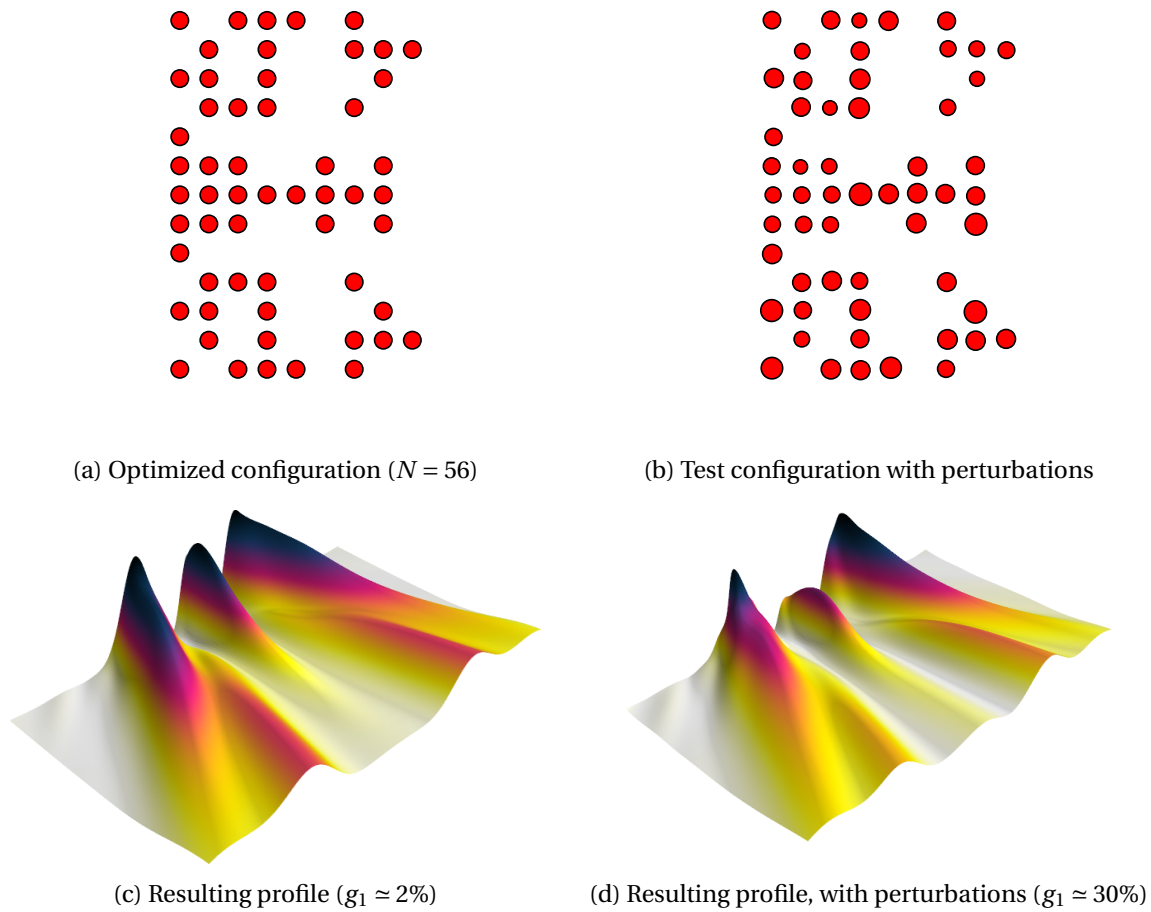 (a) Optimized configuration (N = 56)
(b) Test configuration with perturbations
(c) Resulting profile (g₁ ≃ 2%)
(d) Resulting profile, with perturbations (g₁ ≃ 30%)